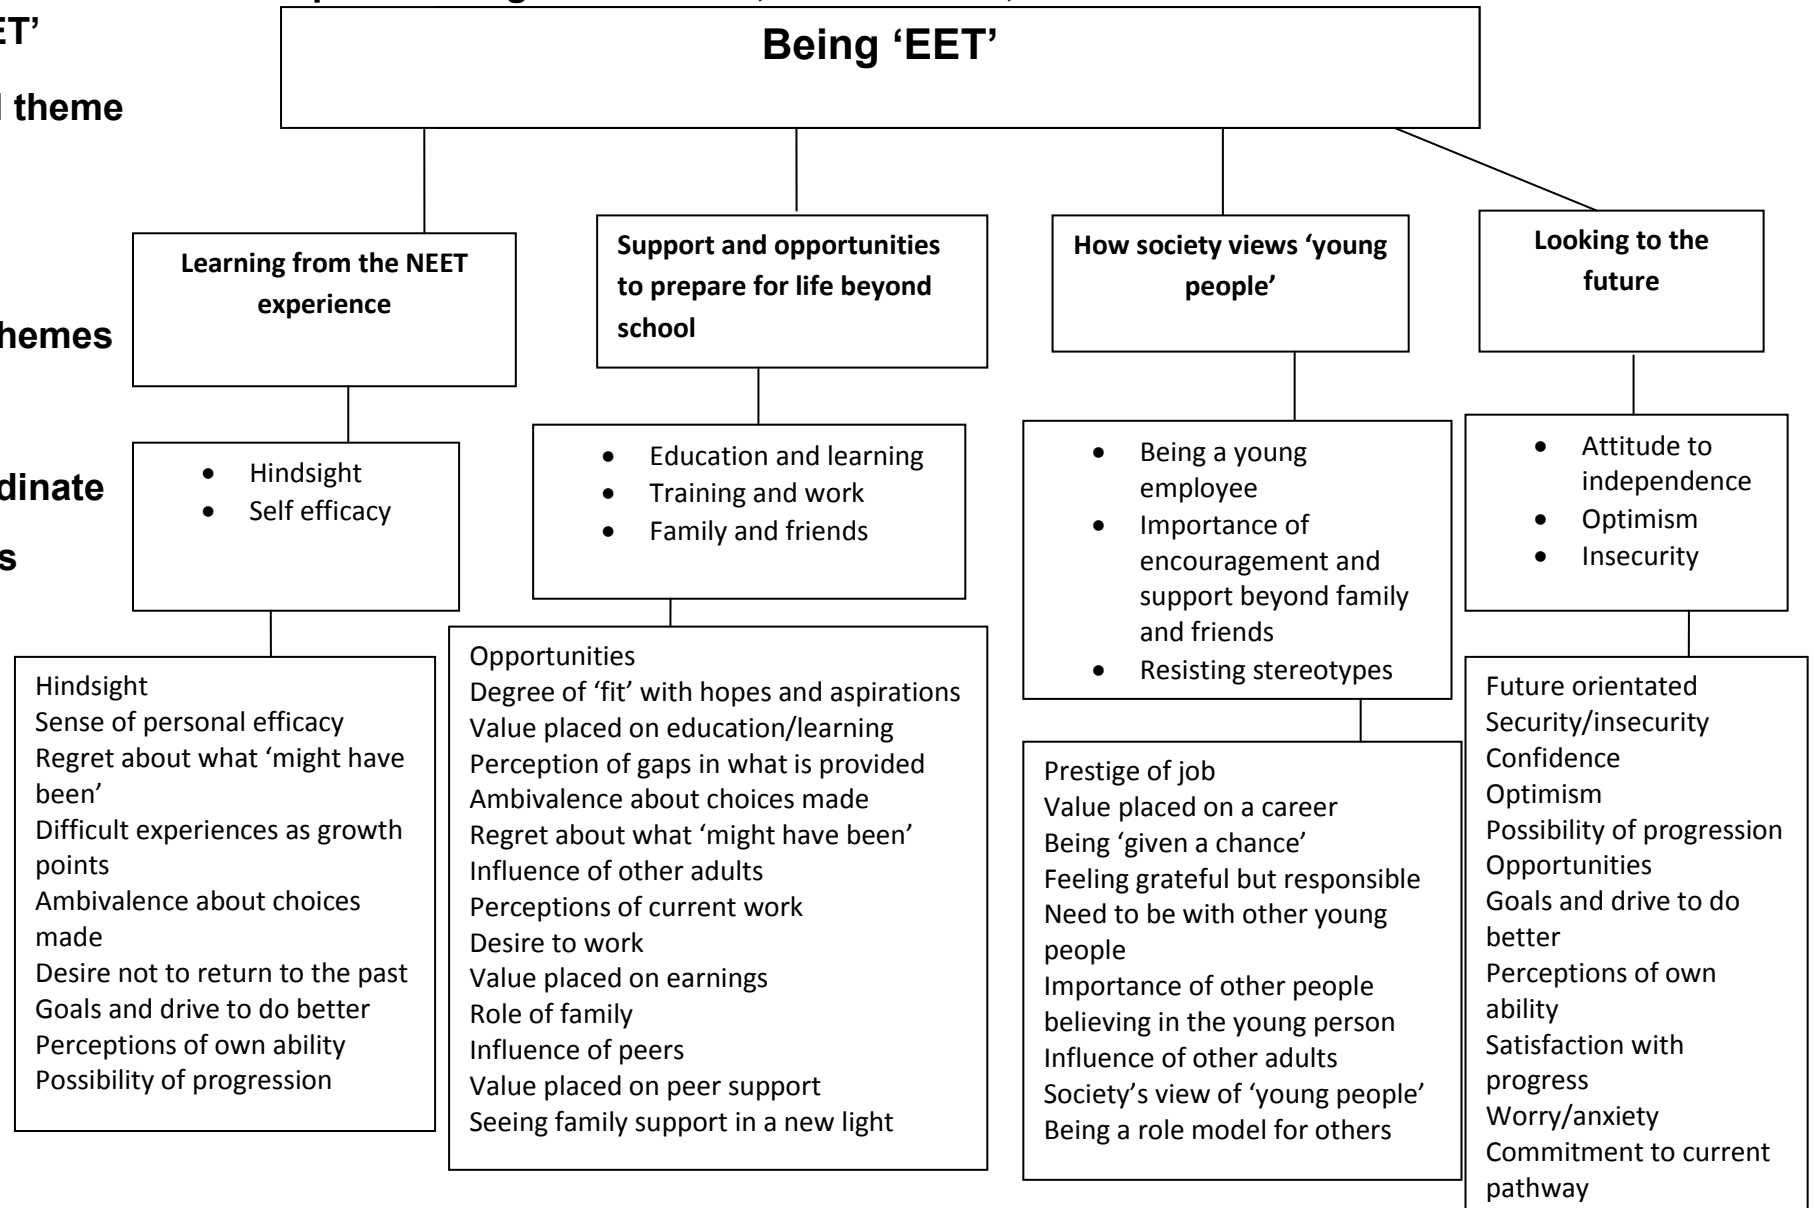 ET’
Being ‘EET’
theme
Learning from the NEET
experience
Support and opportunities
to prepare for life beyond
school
How society views ‘young
people’
Looking to the
future
hemes
• Hindsight
• Self efficacy
• Education and learning
• Training and work
• Family and friends
• Being a young
employee
• Importance of
encouragement and
support beyond family
and friends
• Resisting stereotypes
• Attitude to
independence
• Optimism
• Insecurity
dinate
s
Hindsight
Sense of personal efficacy
Regret about what ‘might have
been’
Difficult experiences as growth
points
Ambivalence about choices
made
Desire not to return to the past
Goals and drive to do better
Perceptions of own ability
Possibility of progression
Opportunities
Degree of ‘fit’ with hopes and aspirations
Value placed on education/learning
Perception of gaps in what is provided
Ambivalence about choices made
Regret about what ‘might have been’
Influence of other adults
Perceptions of current work
Desire to work
Value placed on earnings
Role of family
Influence of peers
Value placed on peer support
Seeing family support in a new light
Prestige of job
Value placed on a career
Being ‘given a chance’
Feeling grateful but responsible
Need to be with other young
people
Importance of other people
believing in the young person
Influence of other adults
Society’s view of ‘young people’
Being a role model for others
Future orientated
Security/insecurity
Confidence
Optimism
Possibility of progression
Opportunities
Goals and drive to do
better
Perceptions of own
ability
Satisfaction with
progress
Worry/anxiety
Commitment to current
pathway